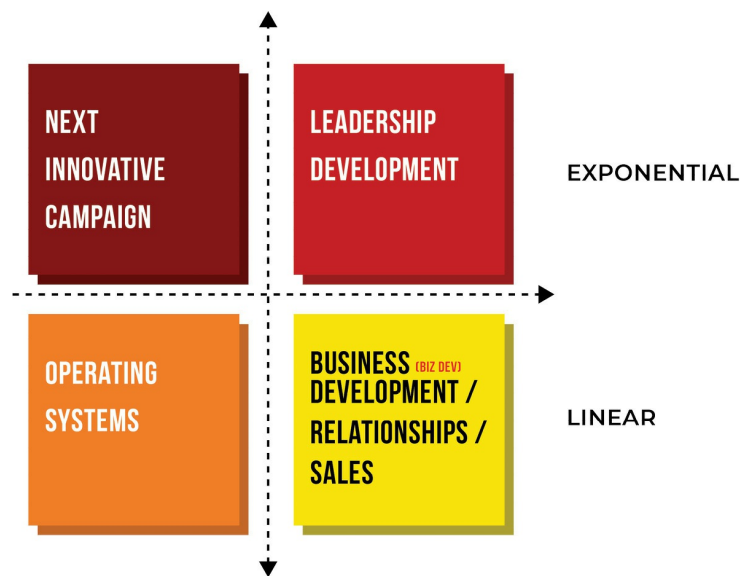 NEXT
INNOVATIVE
CAMPAIGN
LEADERSHIP
DEVELOPMENT
EXPONENTIAL
OPERATING
SYSTEMS
BUSINESS (BIZ DEV)
DEVELOPMENT /
RELATIONSHIPS /
SALES
LINEAR